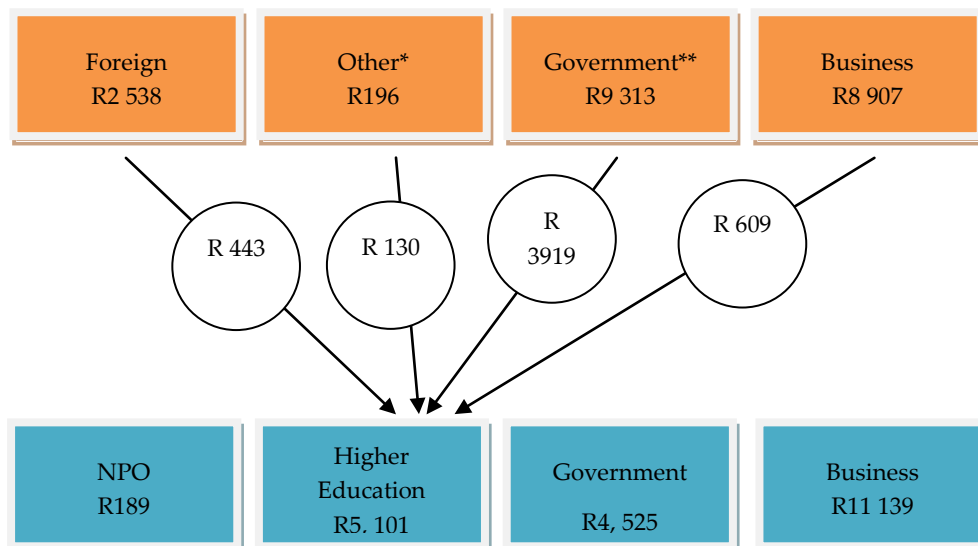 Foreign
R2 538
Other*
R196
Government**
R9 313
Business
R8 907
R 443
R 130
R
3919
R 609
NPO
R189
Higher
Education
R5. 101
Government
R4, 525
Business
R11 139